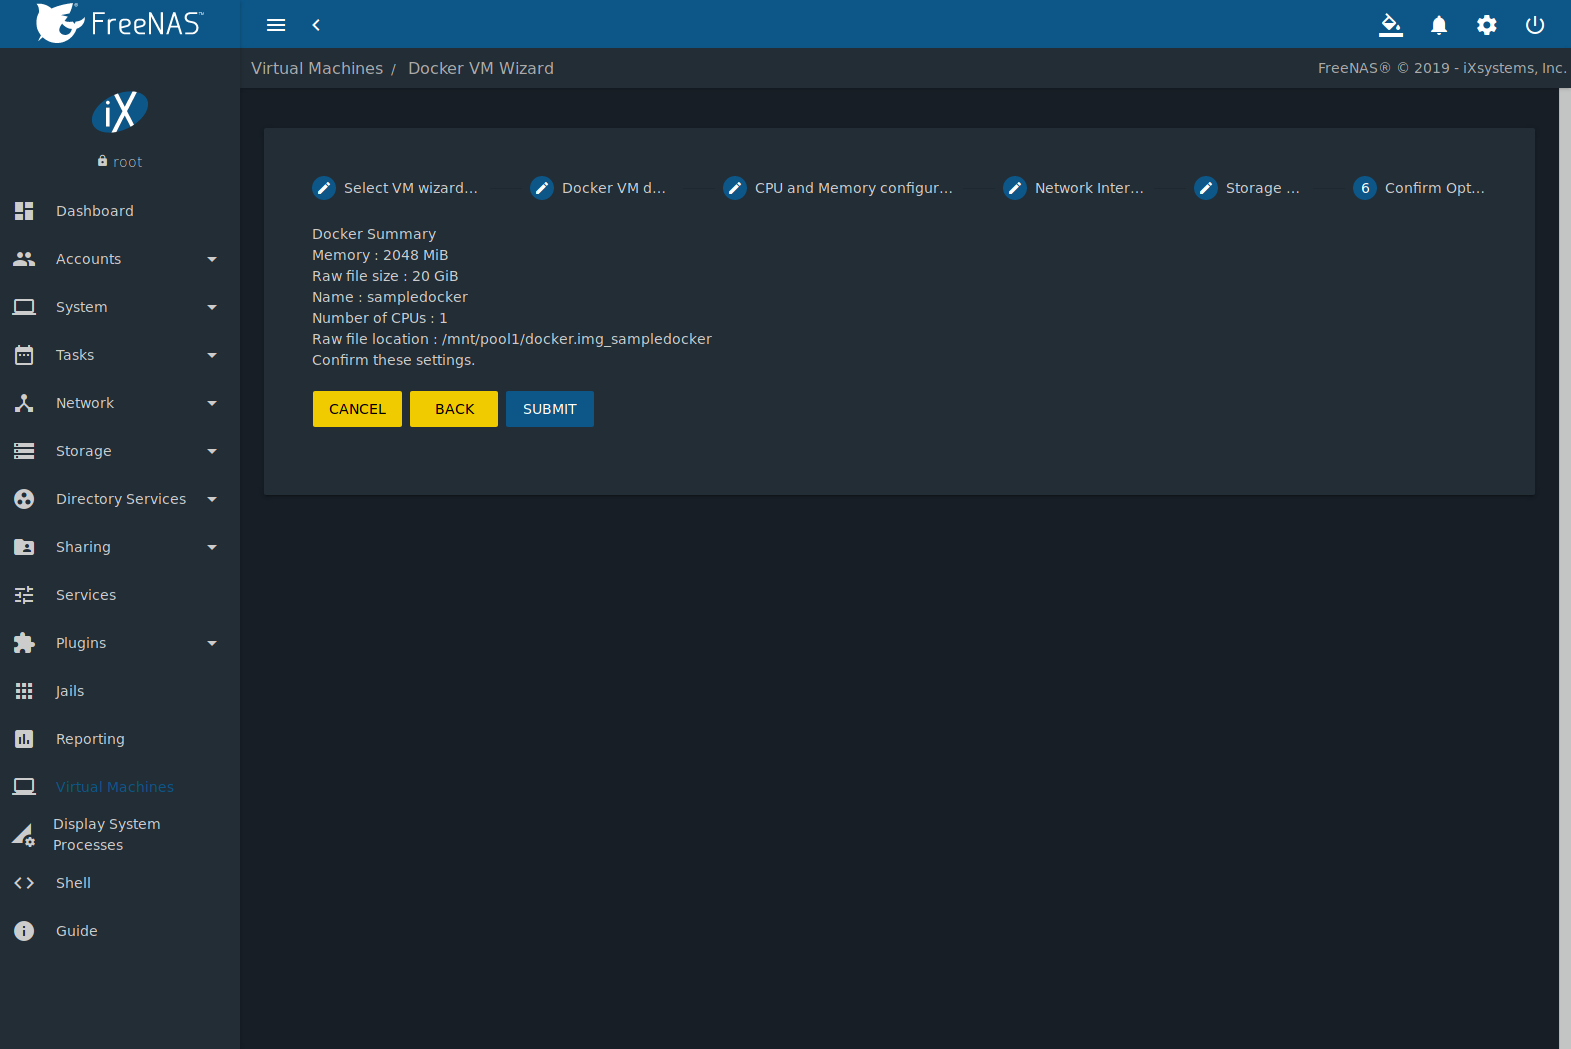 FreeNAS™
Virtual Machines / Docker VM Wizard
FreeNAS® © 2019 - iXsystems, Inc.
iX
root
Dashboard
Accounts
System
Tasks
Network
Storage
Directory Services
Sharing
Services
Plugins
Jails
Reporting
Virtual Machines
Display System
Processes
Shell
Guide
Select VM wizard...
Docker VM d...
CPU and Memory configur...
Network Inter...
Storage ...
6 Confirm Opt...
Docker Summary
Memory : 2048 MiB
Raw file size : 20 GiB
Name : sampledocker
Number of CPUs : 1
Raw file location : /mnt/pool1/docker.img_sampledocker
Confirm these settings.
CANCEL BACK SUBMIT